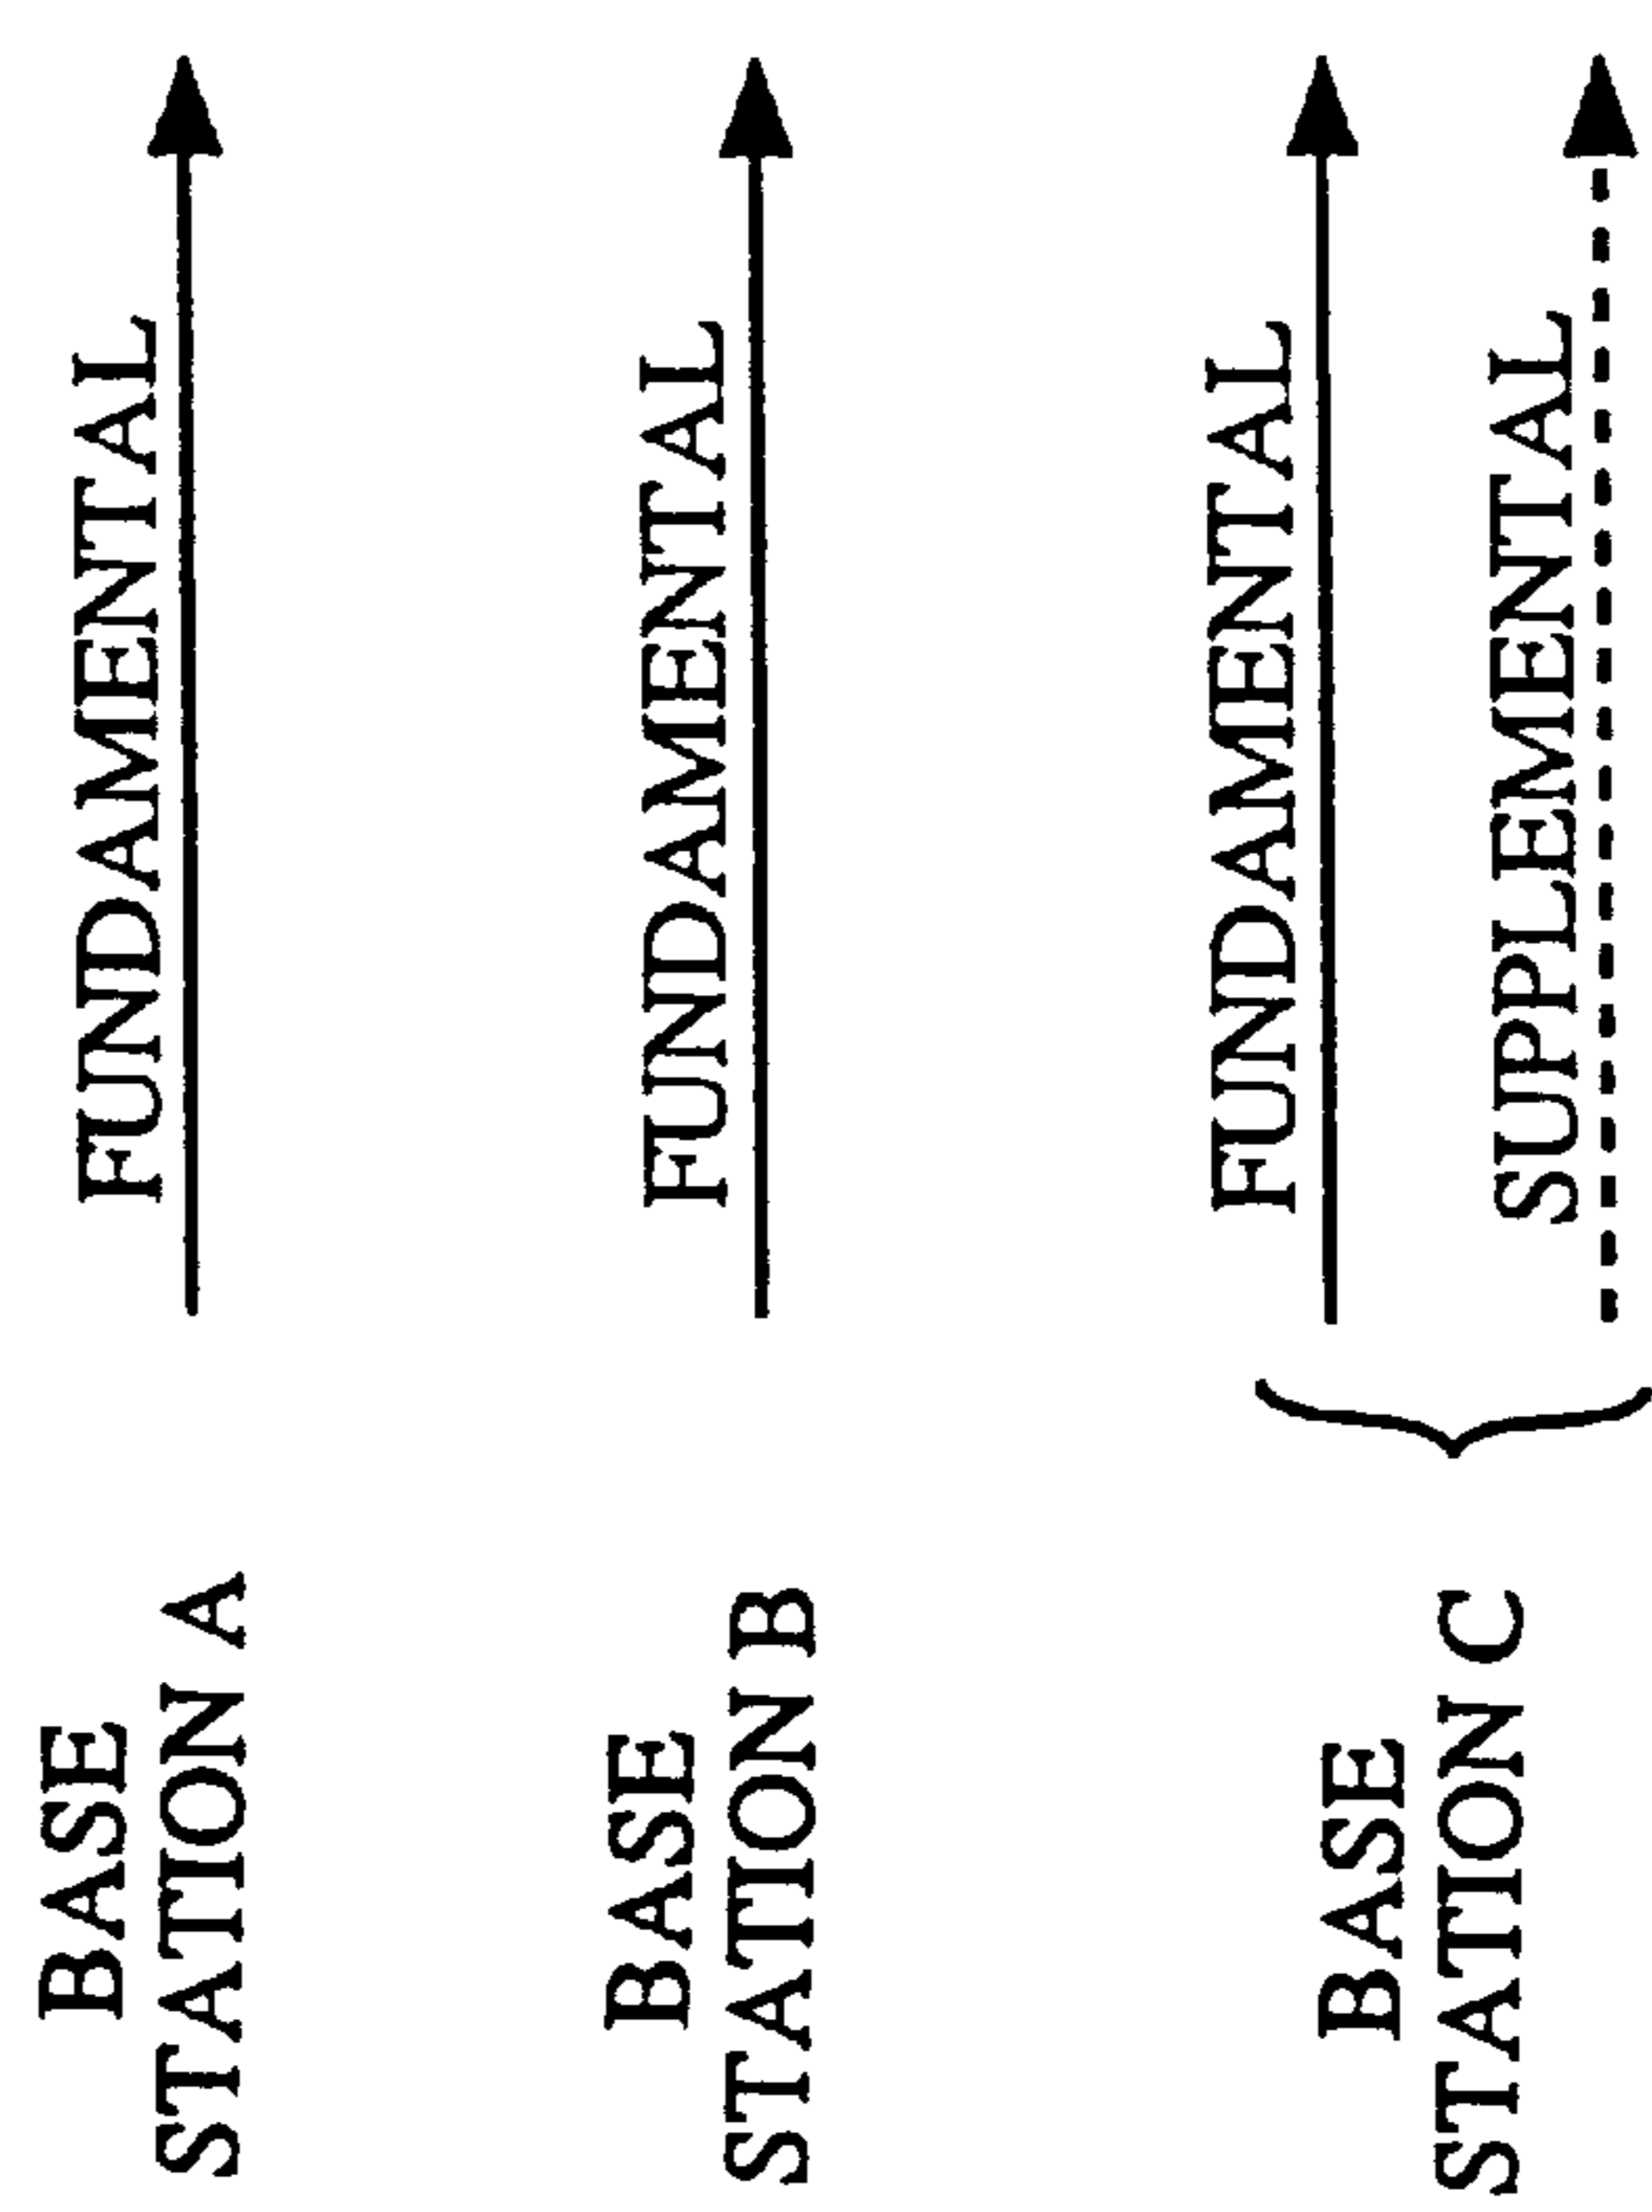 BASE
STATION A
FUNDAMENTAL
BASE
STATION B
FUNDAMENTAL
BASE
STATION C
FUNDAMENTAL
SUPPLEMENTAL